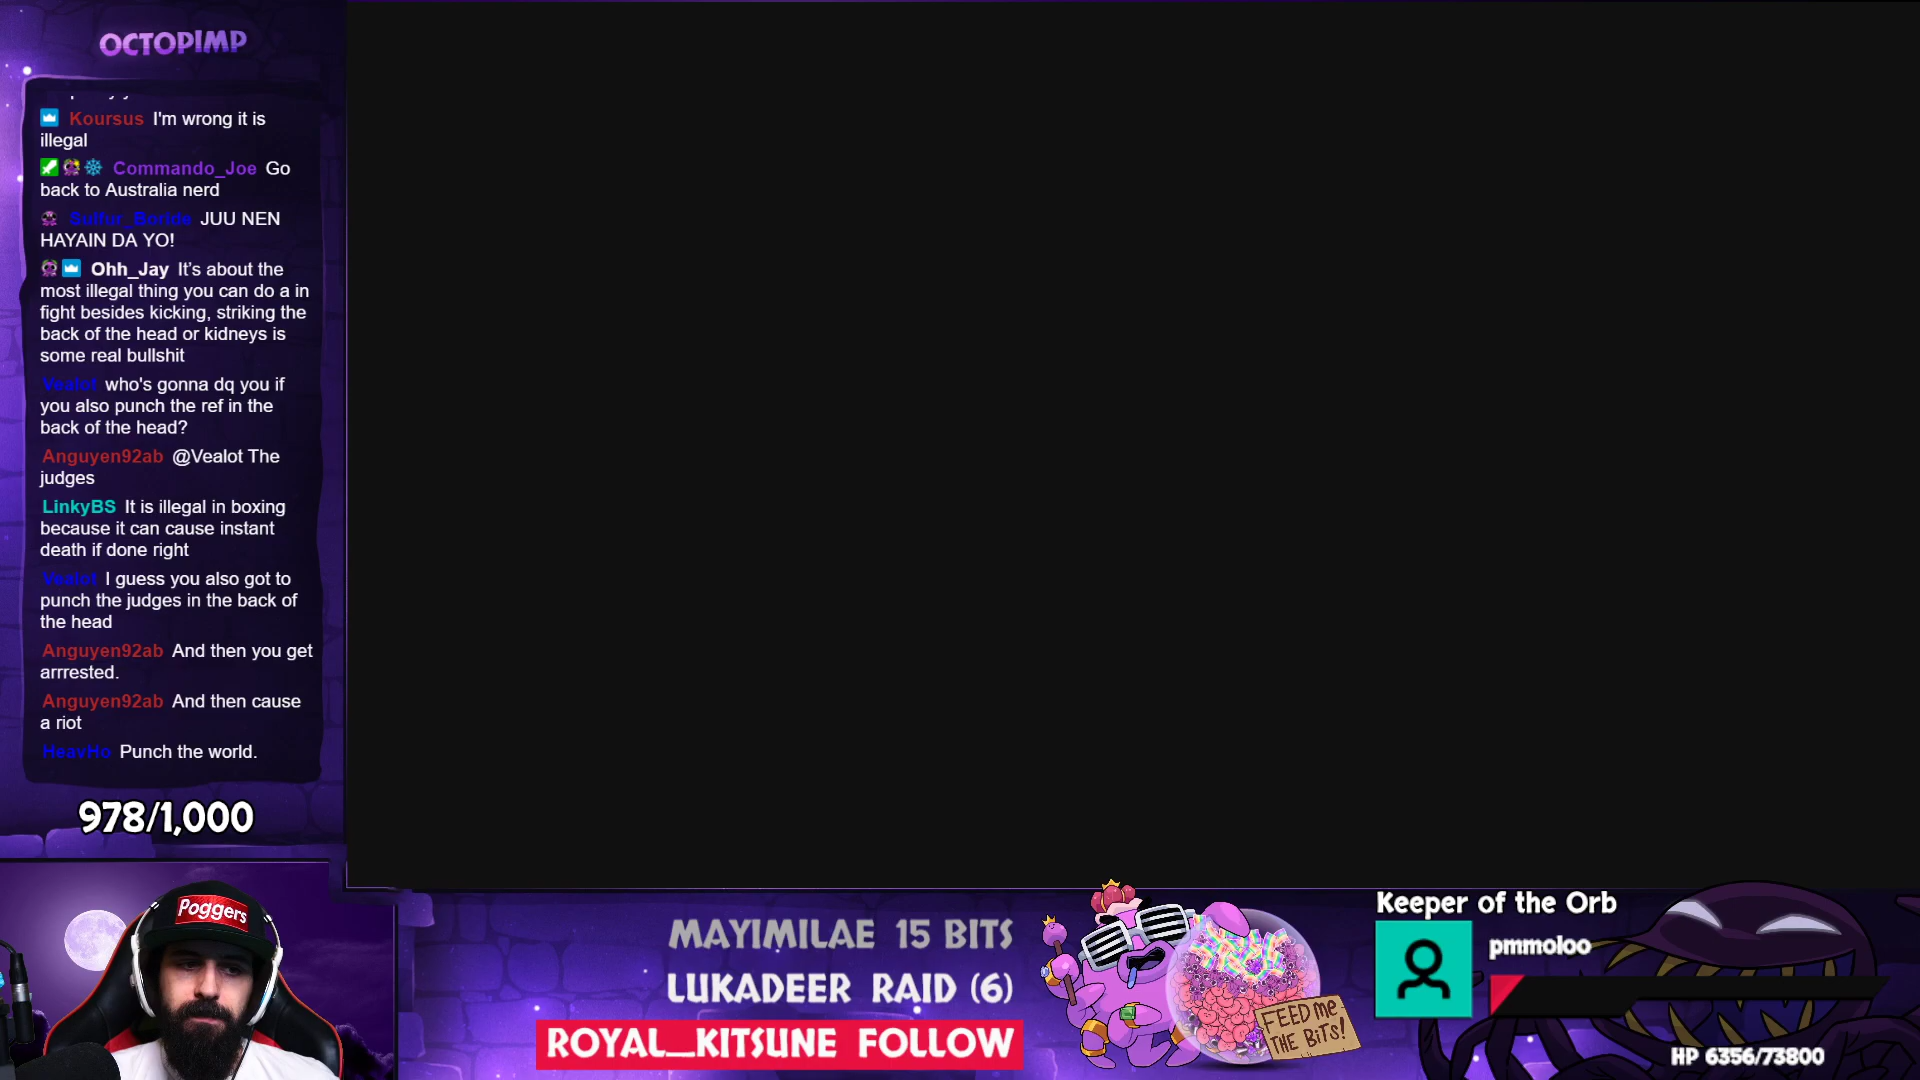 OCTOPIMP
Koursus I'm wrong it is
illegal
Commando_Joe Go
back to Australia nerd
Sulfur_Boride JUU NEN
HAYAIN DA YO!
Ohh_Jay It’s about the
most illegal thing you can do a in
fight besides kicking, striking the
back of the head or kidneys is
some real bullshit
Vealot who's gonna dq you if
you also punch the ref in the
back of the head?
Anguyen92ab @Vealot The
judges
LinkyBS It is illegal in boxing
because it can cause instant
death if done right
Vealot I guess you also got to
punch the judges in the back of
the head
Anguyen92ab And then you get
arrrested.
Anguyen92ab And then cause
a riot
HeavHo Punch the world.
978/1,000
Poggers
MAYIMILAE 15 BITS
LUKADEER RAID (6)
ROYAL_KITSUNE FOLLOW
FEED ME
THE BITS!
Keeper of the Orb
pmmoloo
HP 6356/73800